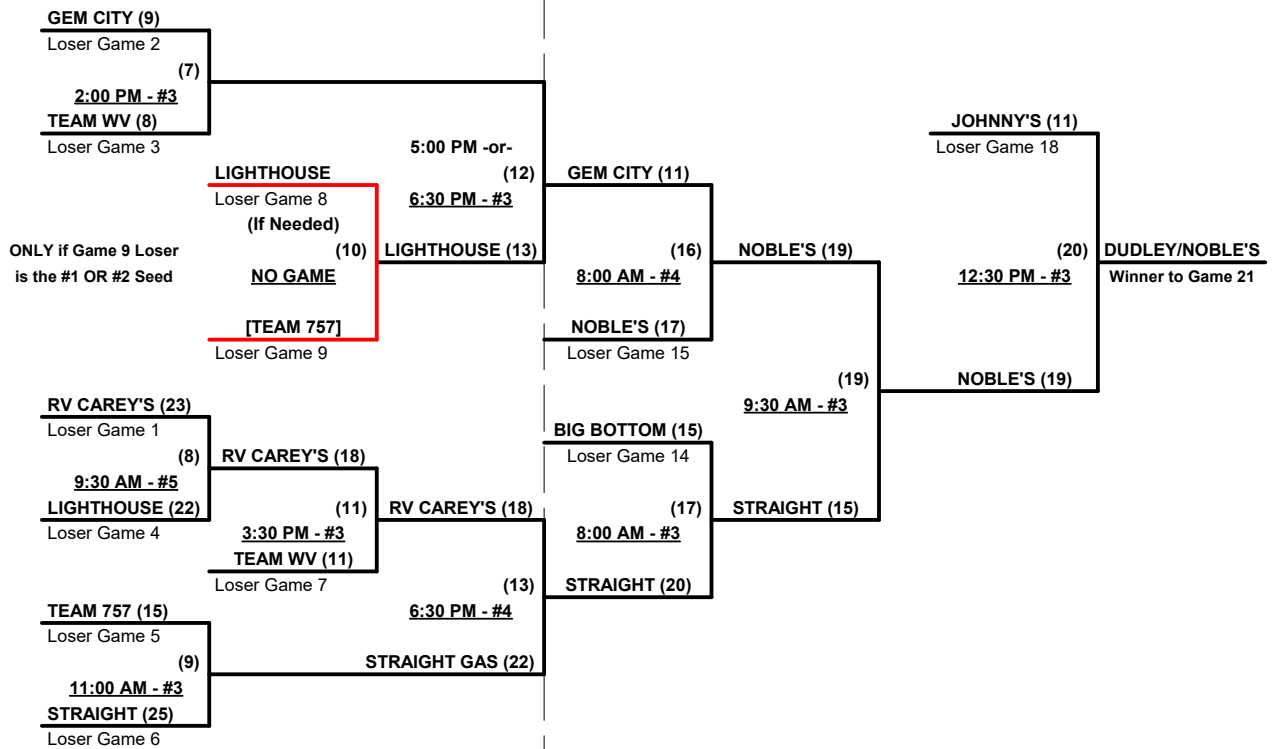 GEM CITY (9)
Loser Game 2
(7)
2:00 PM - #3
TEAM WV (8)
Loser Game 3
LIGHTHOUSE
Loser Game 8
(If Needed)
ONLY if Game 9 Loser
is the #1 OR #2 Seed
(10)
NO GAME
[TEAM 757]
Loser Game 9
LIGHTHOUSE (13)
5:00 PM -or-
(12)
6:30 PM - #3
RV CAREY'S (23)
Loser Game 1
(8)
9:30 AM - #5
LIGHTHOUSE (22)
Loser Game 4
RV CAREY'S (18)
(11)
3:30 PM - #3
TEAM WV (11)
Loser Game 7
TEAM 757 (15)
Loser Game 5
(9)
11:00 AM - #3
STRAIGHT (25)
Loser Game 6
RV CAREY'S (18)
(13)
6:30 PM - #4
STRAIGHT GAS (22)
GEM CITY (11)
(16)
8:00 AM - #4
NOBLE'S (17)
Loser Game 15
BIG BOTTOM (15)
Loser Game 14
(17)
8:00 AM - #3
STRAIGHT (20)
NOBLE'S (19)
(19)
9:30 AM - #3
STRAIGHT (15)
JOHNNY'S (11)
Loser Game 18
(20)
12:30 PM - #3
NOBLE'S (19)
DUDLEY/NOBLE'S
Winner to Game 21